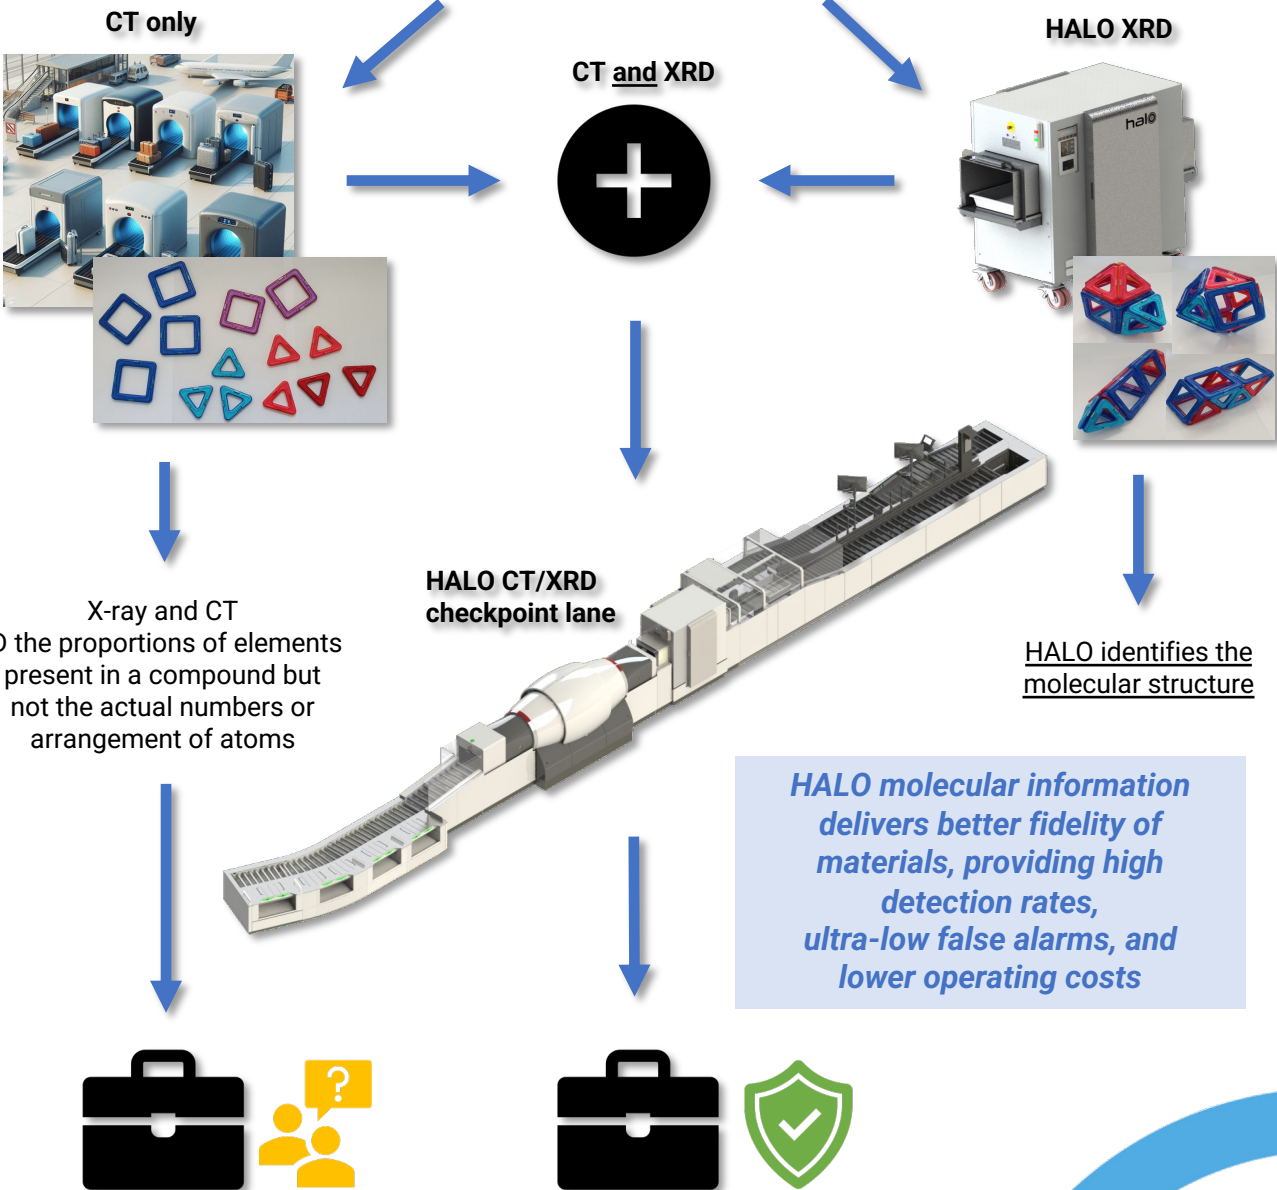 CT only
CT and XRD
HALO XRD
halo
HALO CT/XRD
checkpoint lane
X-ray and CT
the proportions of elements
present in a compound but
not the actual numbers or
arrangement of atoms
HALO identifies the
molecular structure
HALO molecular information
delivers better fidelity of
materials, providing high
detection rates,
ultra-low false alarms, and
lower operating costs
?